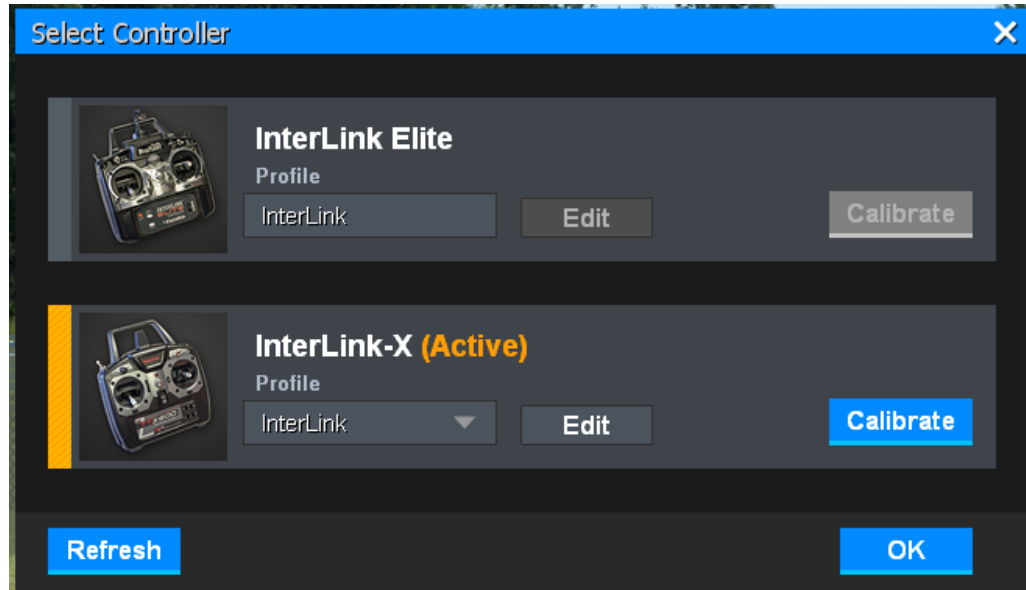 Select Controller
InterLink Elite
Profile
InterLink
Edit
Calibrate
InterLink-X (Active)
Profile
InterLink
Edit
Calibrate
Refresh
OK